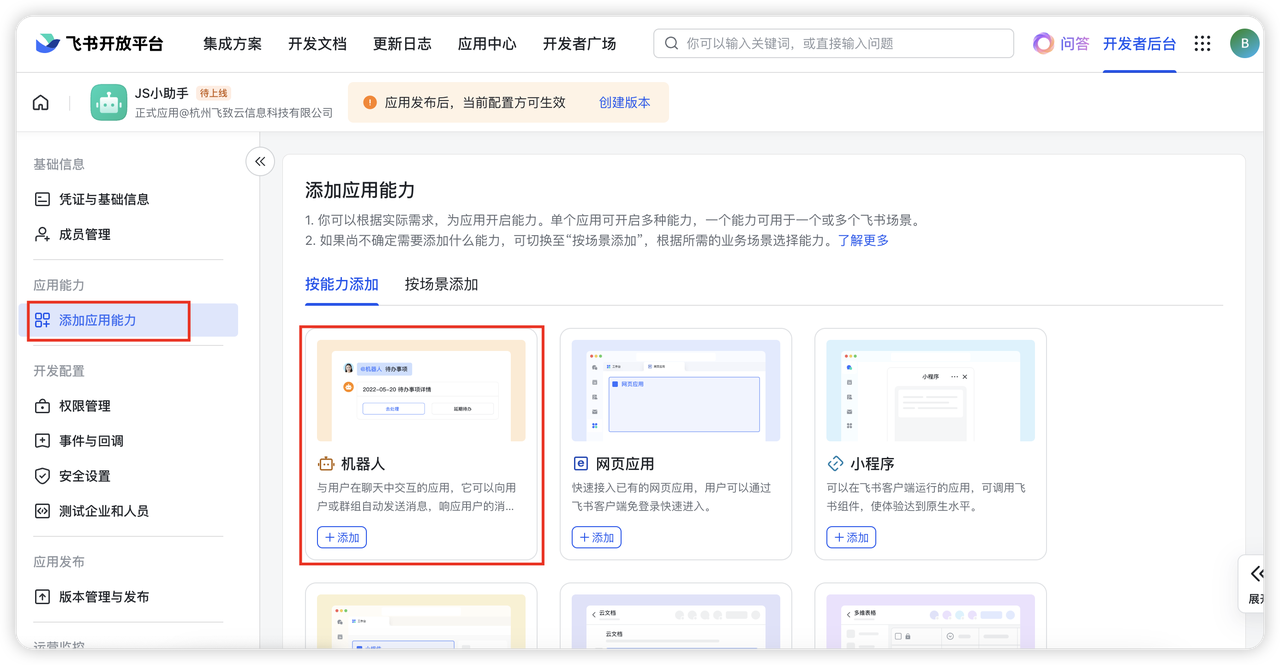 飞书开放平台
集成方案
开发文档
更新日志
应用中心
开发者广场
你可以输入关键词，或直接输入问题
问答
开发者后台
B
JS小助手 待上线
正式应用@杭州飞致云信息科技有限公司
应用发布后，当前配置方可生效 创建版本
基础信息
凭证与基础信息
成员管理
应用能力
添加应用能力
开发配置
权限管理
事件与回调
安全设置
测试企业和人员
应用发布
版本管理与发布
运营监控
添加应用能力
1. 你可以根据实际需求，为应用开启能力。单个应用可开启多种能力，一个能力可用于一个或多个飞书场景。
2. 如果尚不确定需要添加什么能力，可切换至“按场景添加”，根据所需的业务场景选择能力。了解更多
按能力添加
按场景添加
@机器人 待办事项
2022-05-20 待办事项详情
去处理
延期待办
机器人
与用户在聊天中交互的应用，它可以向用
户或群组自动发送消息，响应用户的消...
+ 添加
工作台
网页应用
网页应用
网页应用
快速接入已有的网页应用，用户可以通过
飞书客户端免登录快速进入。
+ 添加
小程序
小程序
可以在飞书客户端运行的应用，可调用飞
书组件，使体验达到原生水平。
+ 添加
工作台
小组件
云文档
云文档
多维表格
展开